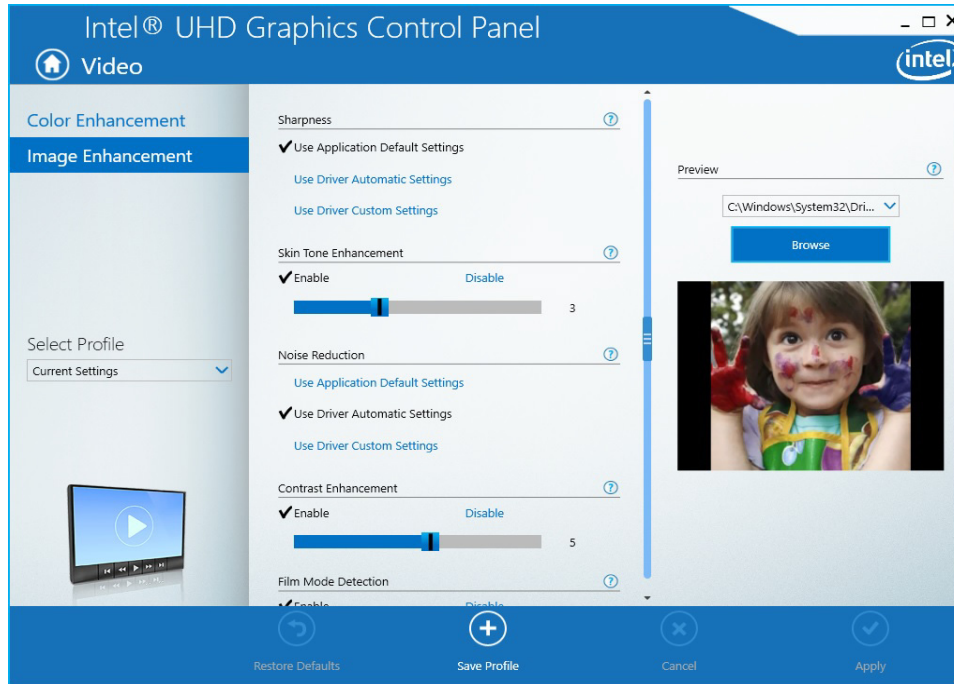 Intel® UHD Graphics Control Panel
Video
intel
Color Enhancement
Image Enhancement
Select Profile
Current Settings
Sharpness
Use Application Default Settings
Use Driver Automatic Settings
Use Driver Custom Settings
Skin Tone Enhancement
Enable Disable
3
Noise Reduction
Use Application Default Settings
Use Driver Automatic Settings
Use Driver Custom Settings
Contrast Enhancement
Enable Disable
5
Film Mode Detection
Enable Disable
Preview
C:\Windows\System32\Dri...
Browse
Restore Defaults
Save Profile
Cancel
Apply